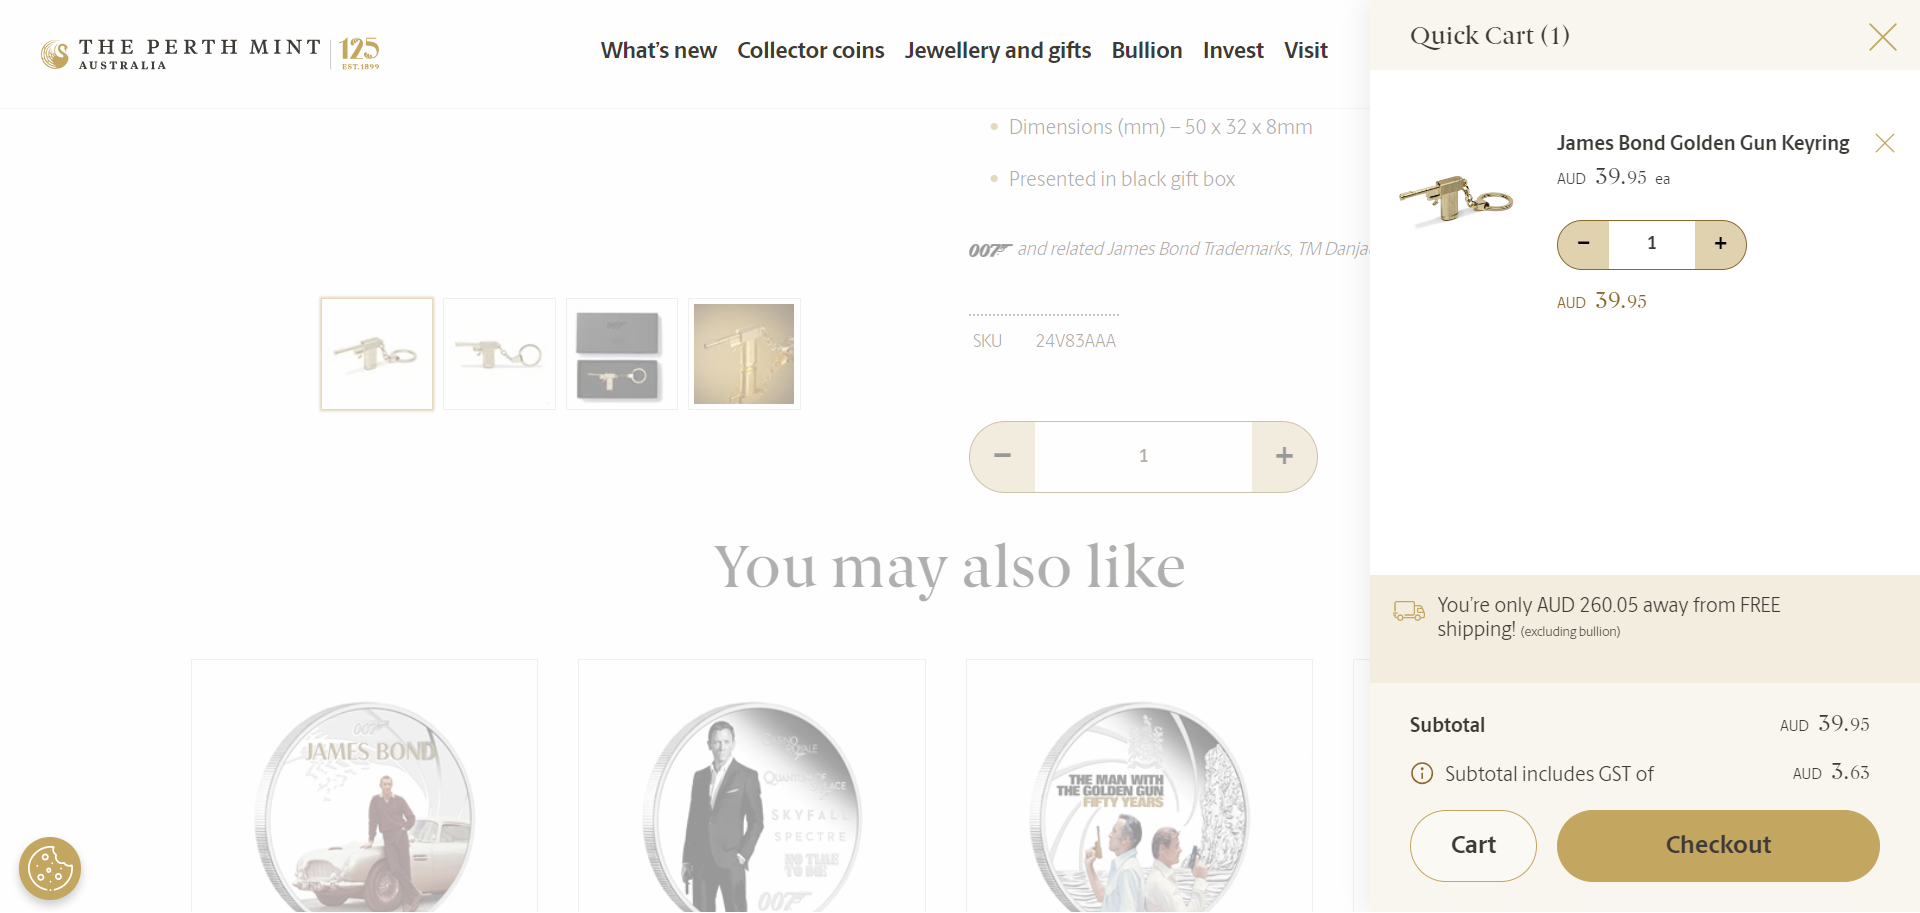 THE PERTH MINT
AUSTRALIA
125
EST.1899
What's new
Collector coins
Jewellery and gifts
Bullion
Invest
Visit
Dimensions (mm) – 50 x 32 x 8mm
Presented in black gift box
007 and related James Bond Trademarks, TM
SKU 24V83AAA
− 1 +
You may also like
007
JAMES BOND
CASINO
ROYALE
QUANTUM OF
SOLACE
SKYFALL
SPECTRE
NO TIME
TO DIE
007
THE MAN WITH
THE GOLDEN GUN
FIFTY YEARS
Quick Cart (1)
James Bond Golden Gun Keyring
AUD 39.95 ea
− 1 +
AUD 39.95
You're only AUD 260.05 away from FREE
shipping! (excluding bullion)
Subtotal AUD 39.95
Subtotal includes GST of AUD 3.63
Cart
Checkout